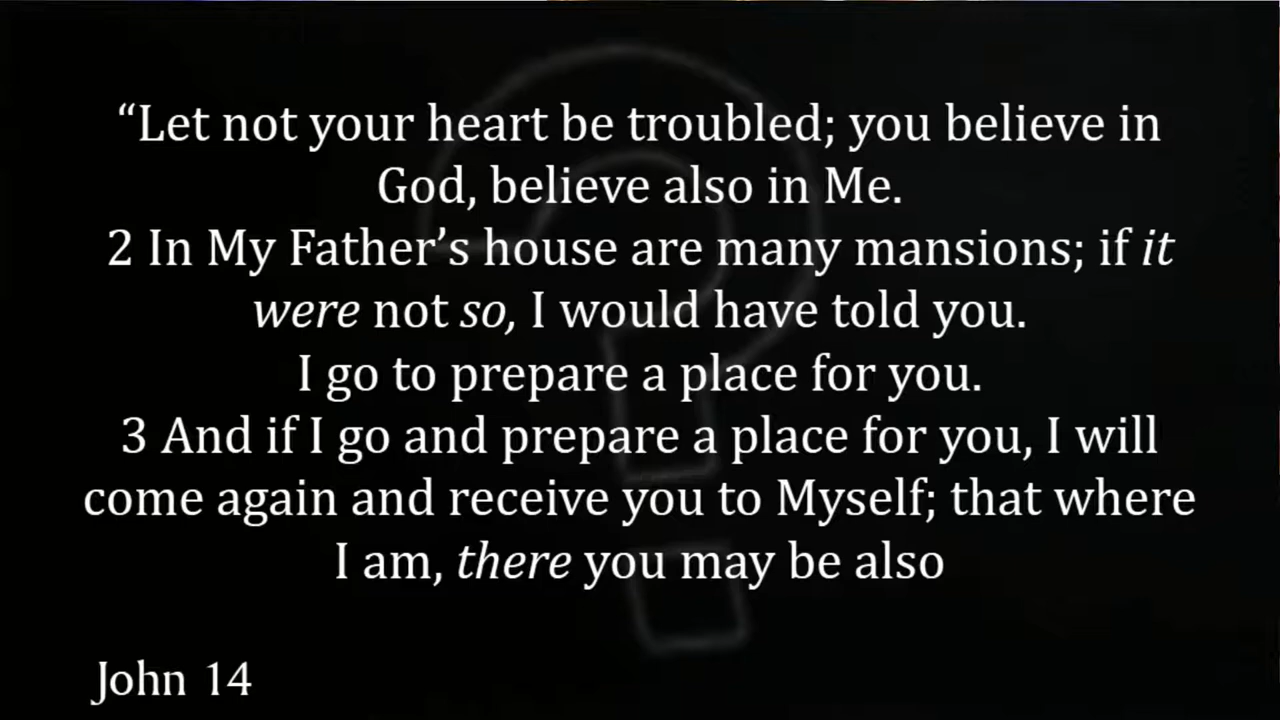 “Let not your heart be troubled; you believe in
God, believe also in Me.
2 In My Father’s house are many mansions; if it
were not so, I would have told you.
I go to prepare a place for you.
3 And if I go and prepare a place for you, I will
come again and receive you to Myself; that where
I am, there you may be also
John 14